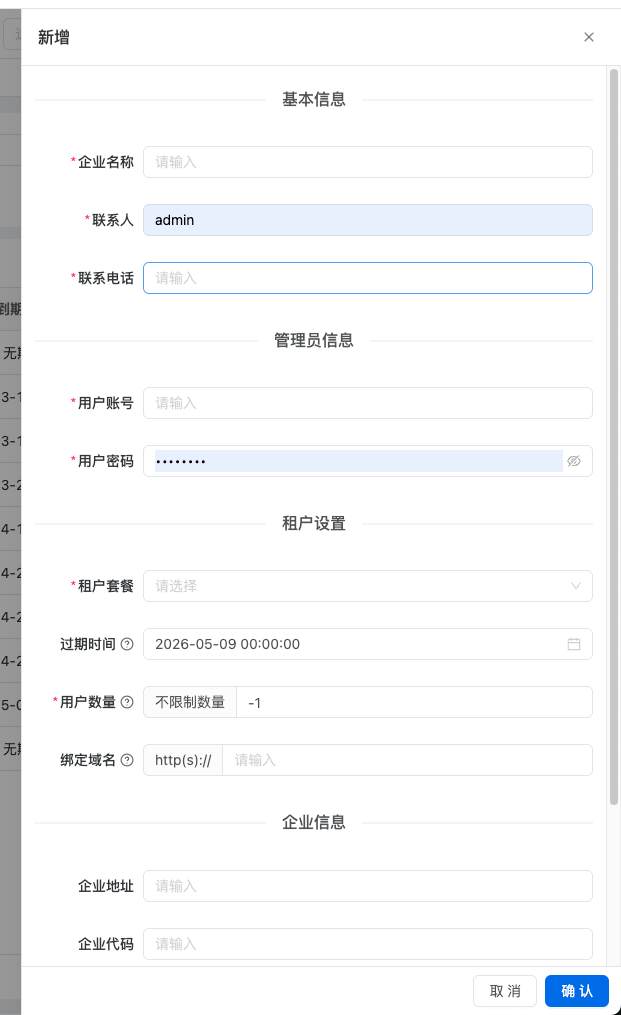 新增
基本信息
*企业名称 请输入
*联系人 admin
*联系电话 请输入
管理员信息
*用户账号 请输入
*用户密码 ••••••••
租户设置
*租户套餐 请选择
过期时间 2026-05-09 00:00:00
*用户数量 不限制数量 -1
绑定域名 http(s):// 请输入
企业信息
企业地址 请输入
企业代码 请输入
取消 确认
到期
无
3-1
3-1
3-2
4-1
4-2
4-2
4-2
5-0
无